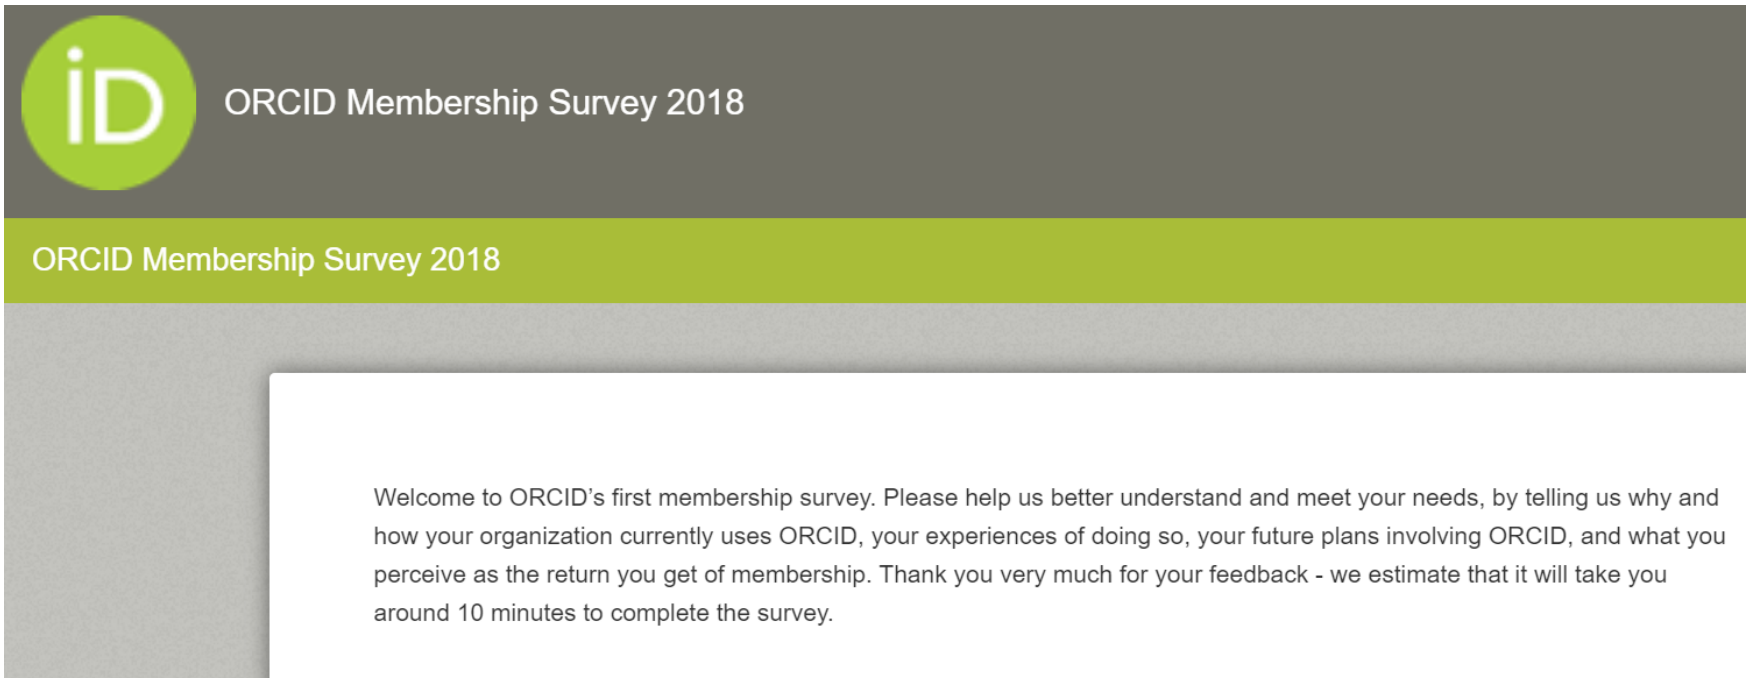 iD
ORCID Membership Survey 2018
ORCID Membership Survey 2018
Welcome to ORCID’s first membership survey. Please help us better understand and meet your needs, by telling us why and
how your organization currently uses ORCID, your experiences of doing so, your future plans involving ORCID, and what you
perceive as the return you get of membership. Thank you very much for your feedback - we estimate that it will take you
around 10 minutes to complete the survey.